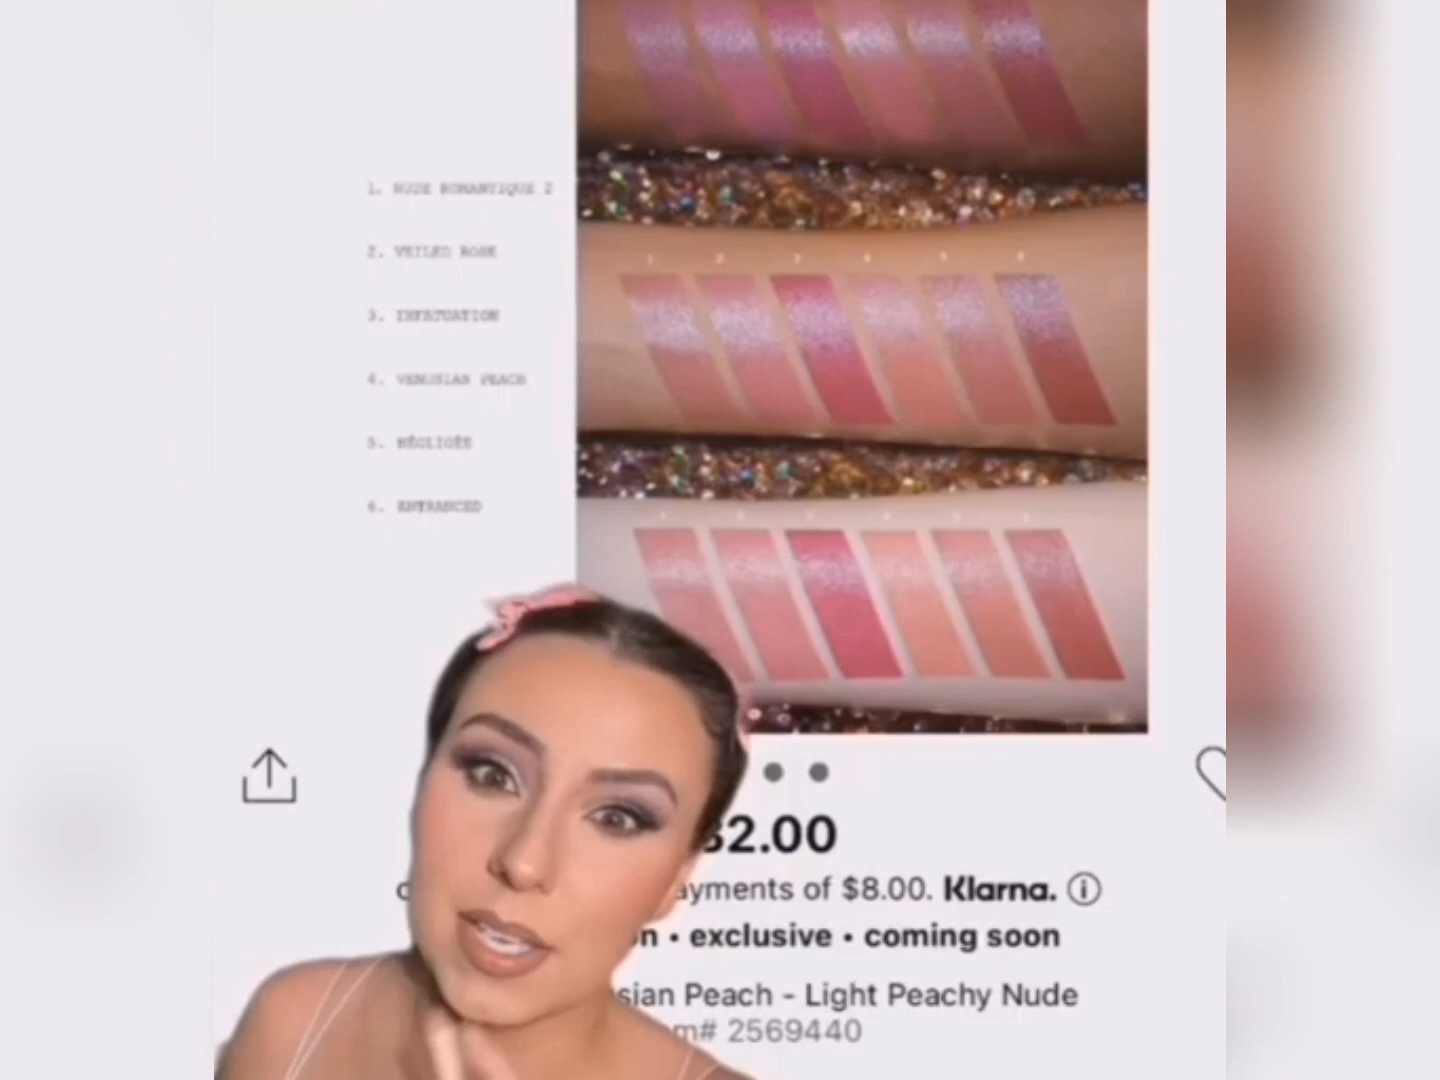 1. NUDE ROMANTIQUE 2
2. VEILED ROSE
3. INFATUATION
4. VENUSIAN PEACH
5. NÉGLIGÉE
6. ENTRANCED
2.00
ayments of $8.00. Klarna. ⓘ
n • exclusive • coming soon
sian Peach - Light Peachy Nude
m# 2569440